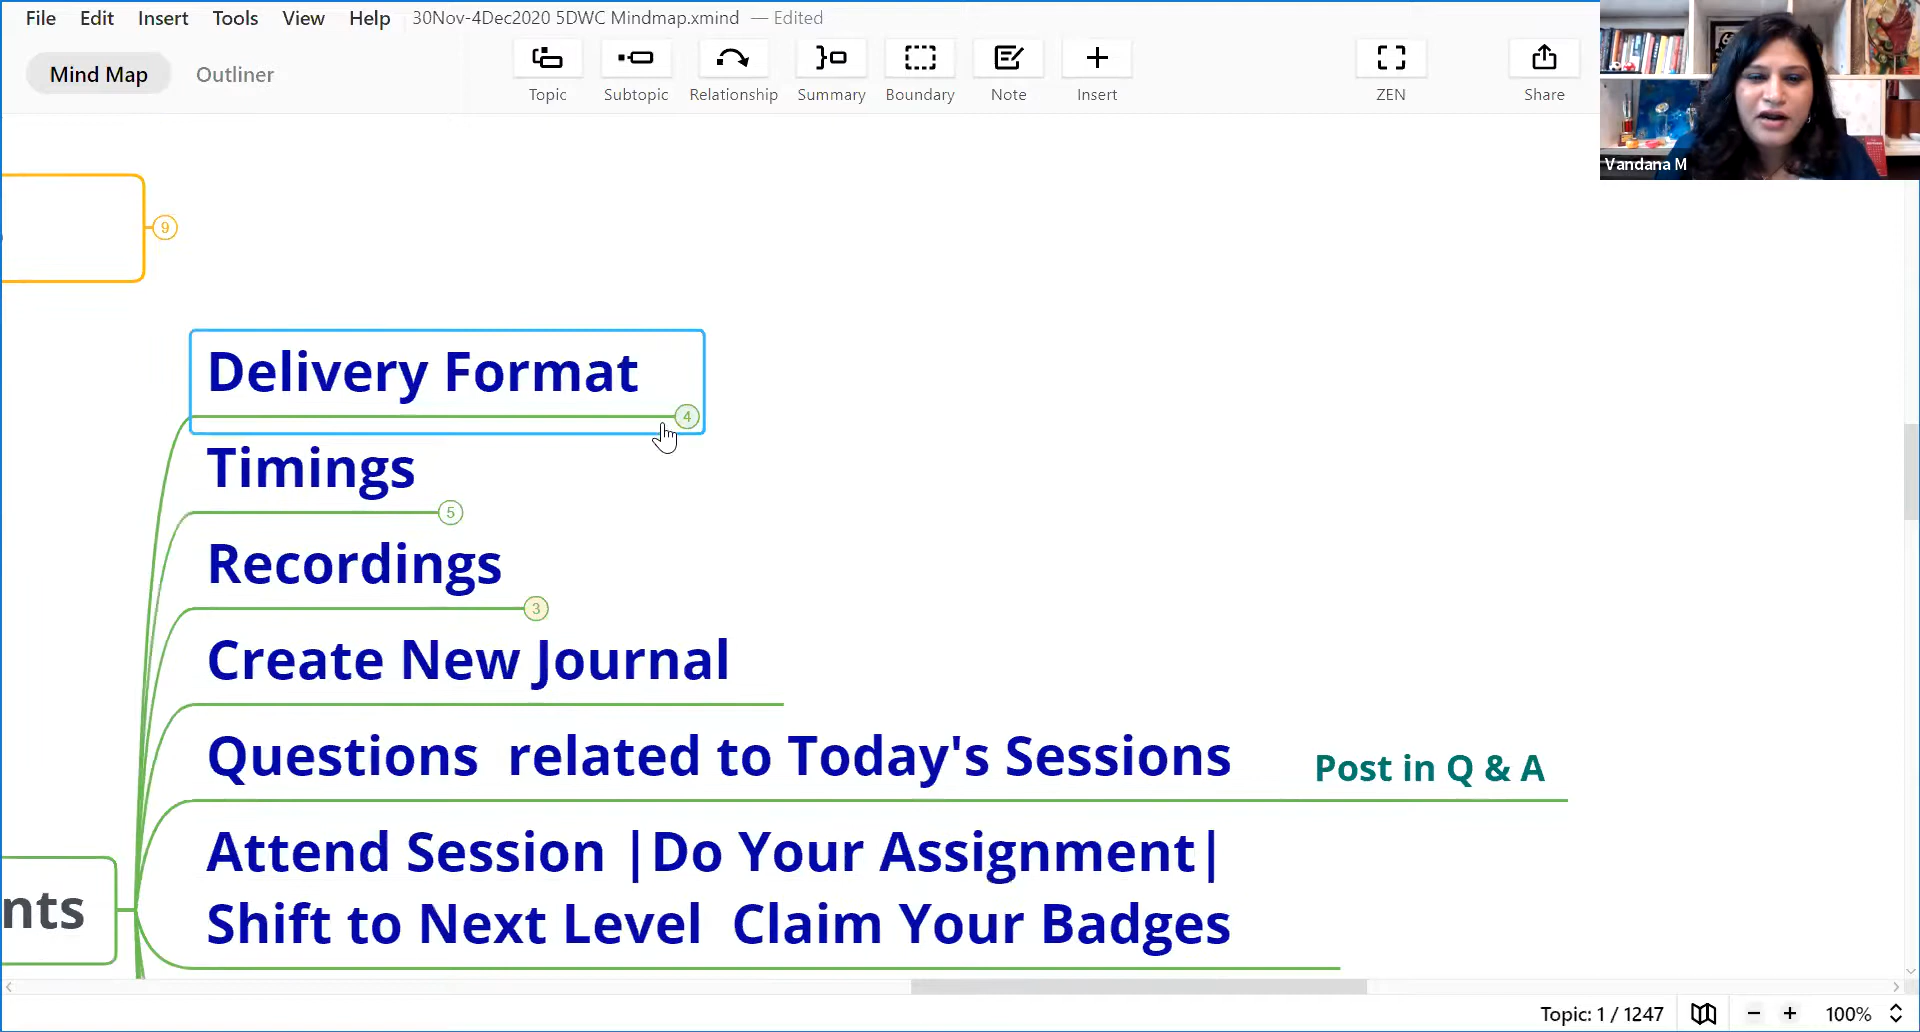 File Edit Insert Tools View Help 30Nov-4Dec2020 5DWC Mindmap.xmind — Edited
Mind Map Outliner
Topic Subtopic Relationship Summary Boundary Note Insert ZEN Share
Vandana M
9
Delivery Format
4
Timings
5
Recordings
3
Create New Journal
Questions related to Today's Sessions Post in Q & A
Attend Session |Do Your Assignment|
Shift to Next Level Claim Your Badges
nts
Topic: 1 / 1247 100%